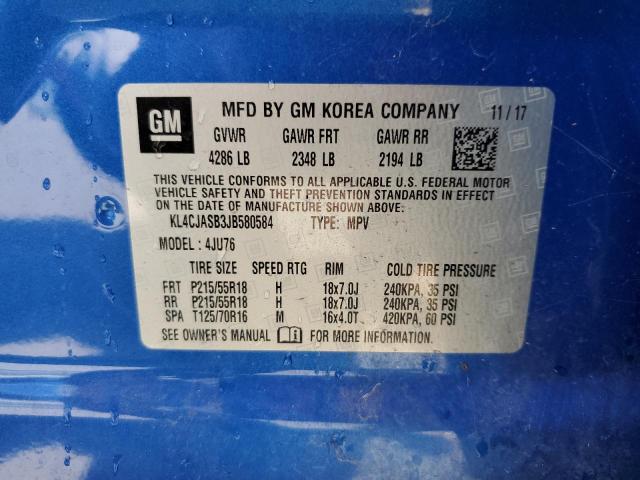 GM
MFD BY GM KOREA COMPANY 11/17
GVWR GAWR FRT GAWR RR
4286 LB 2348 LB 2194 LB
THIS VEHICLE CONFORMS TO ALL APPLICABLE U.S. FEDERAL MOTOR
VEHICLE SAFETY AND THEFT PREVENTION STANDARDS IN EFFECT
ON THE DATE OF MANUFACTURE SHOWN ABOVE.
KL4CJASB3JB580584 TYPE: MPV
MODEL: 4JU76
TIRE SIZE SPEED RTG RIM COLD TIRE PRESSURE
FRT P215/55R18 H 18x7.0J 240KPA, 35 PSI
RR P215/55R18 H 18x7.0J 240KPA, 35 PSI
SPA T125/70R16 M 16x4.0T 420KPA, 60 PSI
SEE OWNER'S MANUAL FOR MORE INFORMATION.